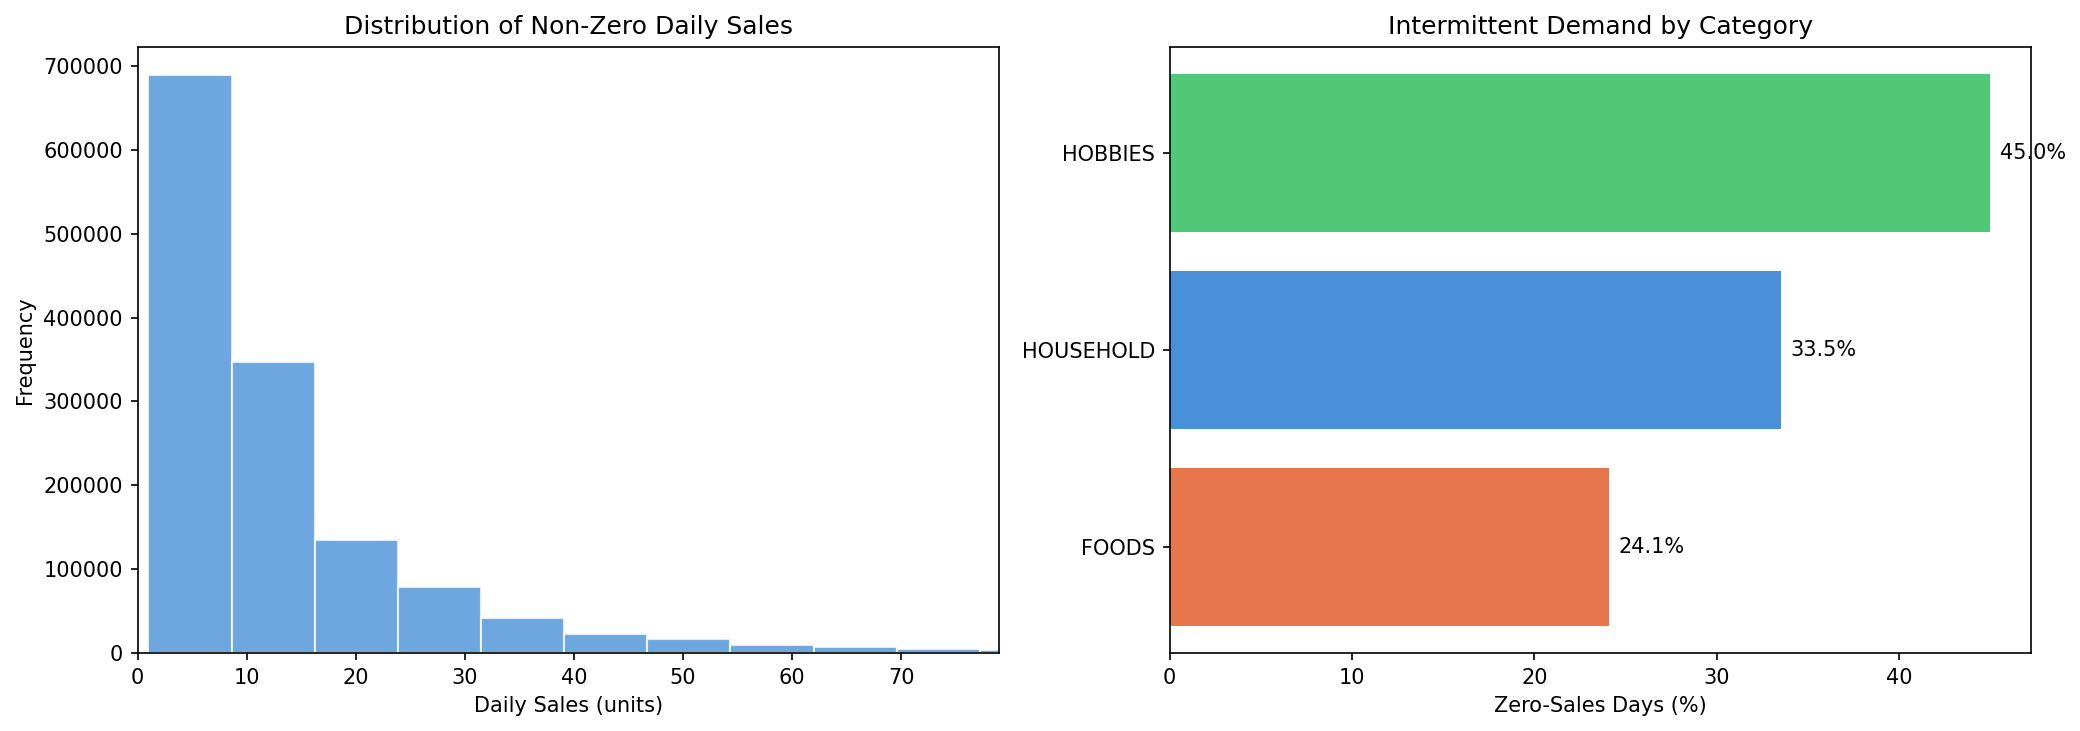 Distribution of Non-Zero Daily Sales
700000
600000
500000
400000
300000
200000
100000
0
Frequency
0 10 20 30 40 50 60 70
Daily Sales (units)
Intermittent Demand by Category
HOBBIES 45.0%
HOUSEHOLD 33.5%
FOODS 24.1%
0 10 20 30 40
Zero-Sales Days (%)